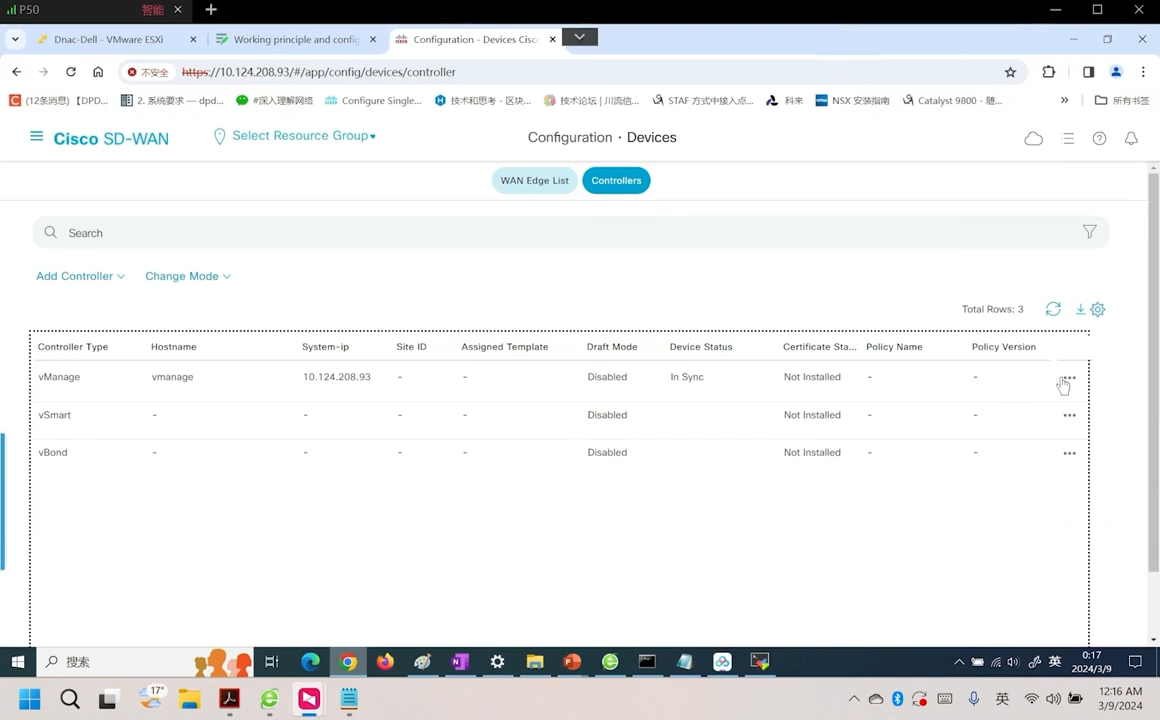 P50 智能
Dnac-Dell - VMware ESXi
Working principle and config
Configuration - Devices Cisco
不安全 https://10.124.208.93/#/app/config/devices/controller
(12条消息)【DPD... 2. 系统要求 — dpd... #深入理解网络 Configure Single... 技术和思考 - 区块... 技术论坛 | 川流信... STAF 方式中接入点... 科来 NSX 安装指南 Catalyst 9800 - 随... » 所有书签
Cisco SD-WAN Select Resource Group Configuration · Devices
WAN Edge List Controllers
Search
Add Controller Change Mode
Total Rows: 3
Controller Type Hostname System-ip Site ID Assigned Template Draft Mode Device Status Certificate Sta... Policy Name Policy Version
vManage vmanage 10.124.208.93 - - Disabled In Sync Not Installed - - •••
vSmart - - - - Disabled Not Installed - - •••
vBond - - - - Disabled Not Installed - - •••
搜索 英 0:17
2024/3/9
17° 英 12:16 AM
3/9/2024